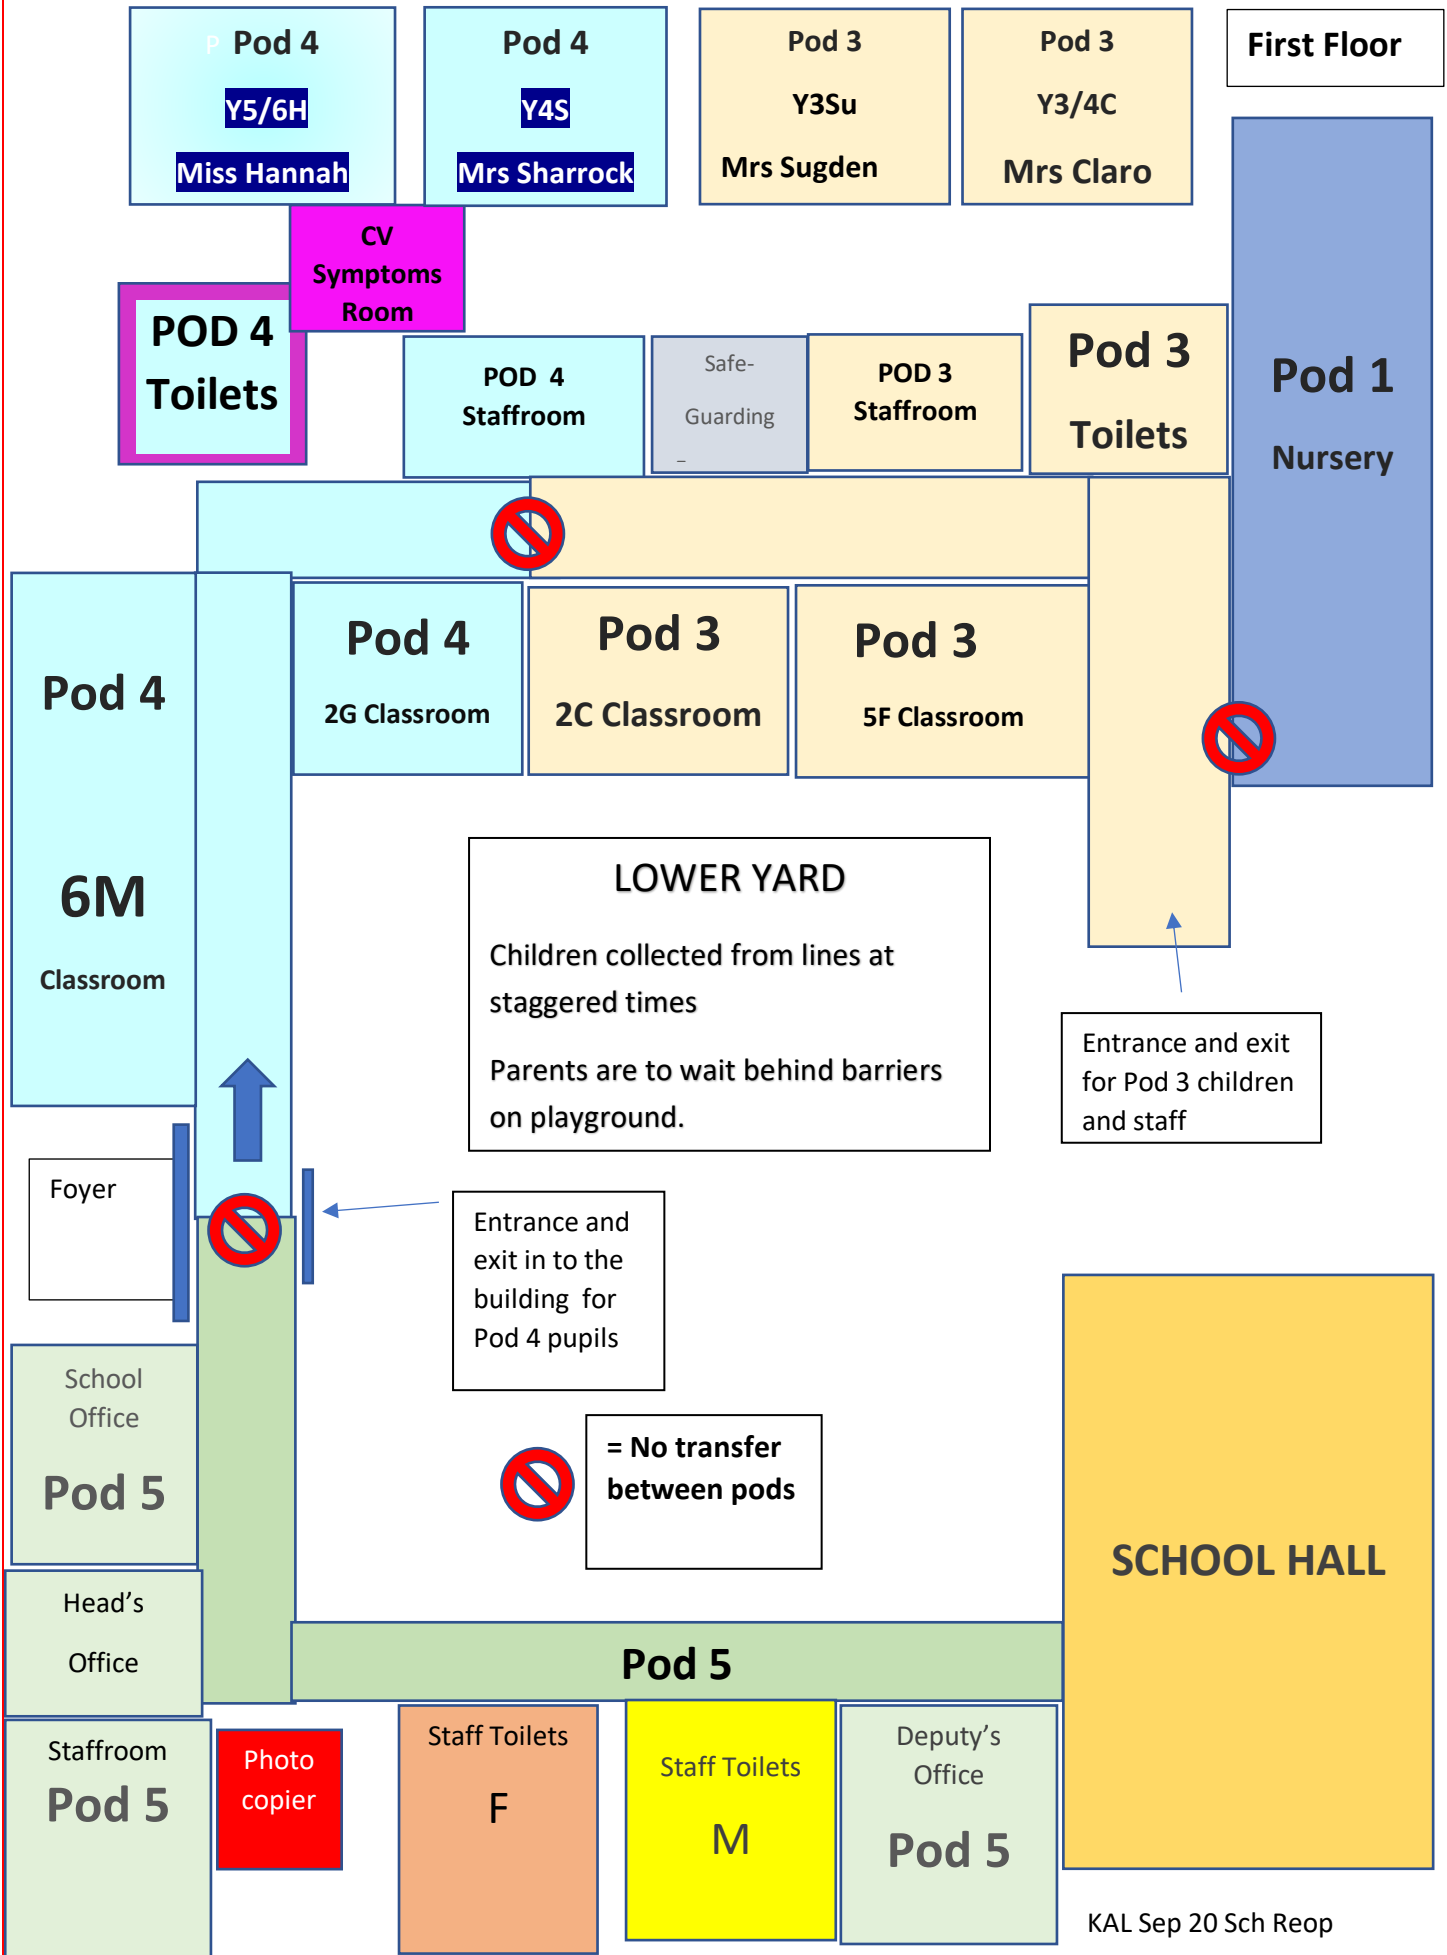 P Pod 4
Y5/6H
Miss Hannah
Pod 4
Y4S
Mrs Sharrock
Pod 3
Y3Su
Mrs Sugden
Pod 3
Y3/4C
Mrs Claro
First Floor
CV
Symptoms
Room
POD 4
Toilets
POD 4
Staffroom
Safe-
Guarding
–
POD 3
Staffroom
Pod 3
Toilets
Pod 1
Nursery
Pod 4
6M
Classroom
Pod 4
2G Classroom
Pod 3
2C Classroom
Pod 3
5F Classroom
LOWER YARD
Children collected from lines at
staggered times
Parents are to wait behind barriers
on playground.
Entrance and exit
for Pod 3 children
and staff
Foyer
Entrance and
exit in to the
building for
Pod 4 pupils
School
Office
Pod 5
= No transfer
between pods
SCHOOL HALL
Head's
Office
Pod 5
Staffroom
Pod 5
Photo
copier
Staff Toilets
F
Staff Toilets
M
Deputy's
Office
Pod 5
KAL Sep 20 Sch Reop